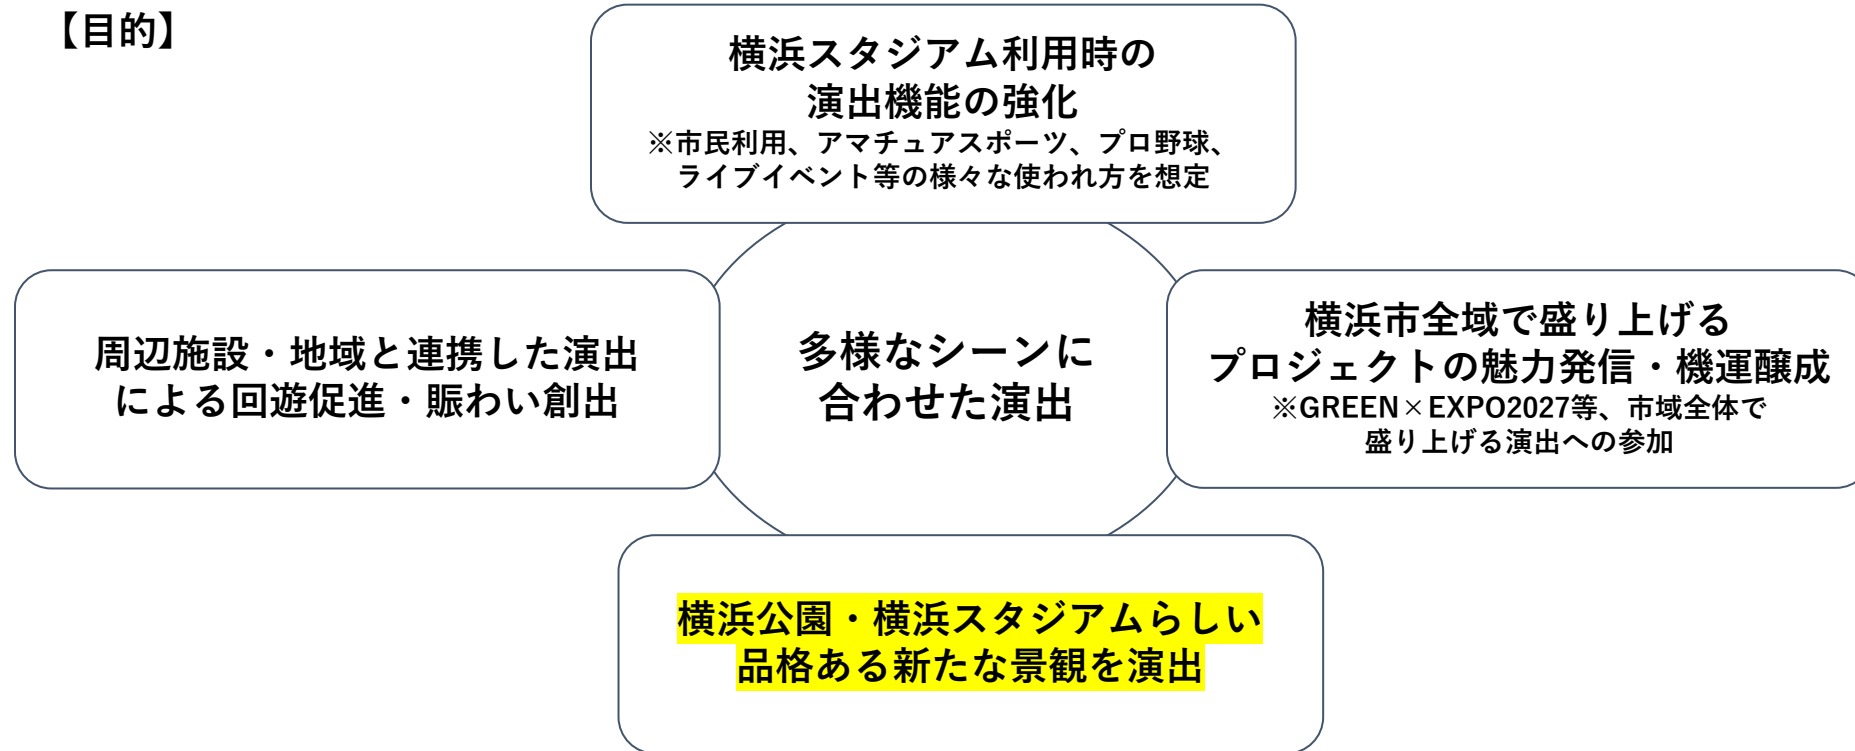 【目的】
横浜スタジアム利用時の
演出機能の強化
※市民利用、アマチュアスポーツ、プロ野球、
ライブイベント等の様々な使われ方を想定
周辺施設・地域と連携した演出
による回遊促進・賑わい創出
多様なシーンに
合わせた演出
横浜市全域で盛り上げる
プロジェクトの魅力発信・機運醸成
※GREEN×EXPO2027等、市域全体で
盛り上げる演出への参加
横浜公園・横浜スタジアムらしい
品格ある新たな景観を演出